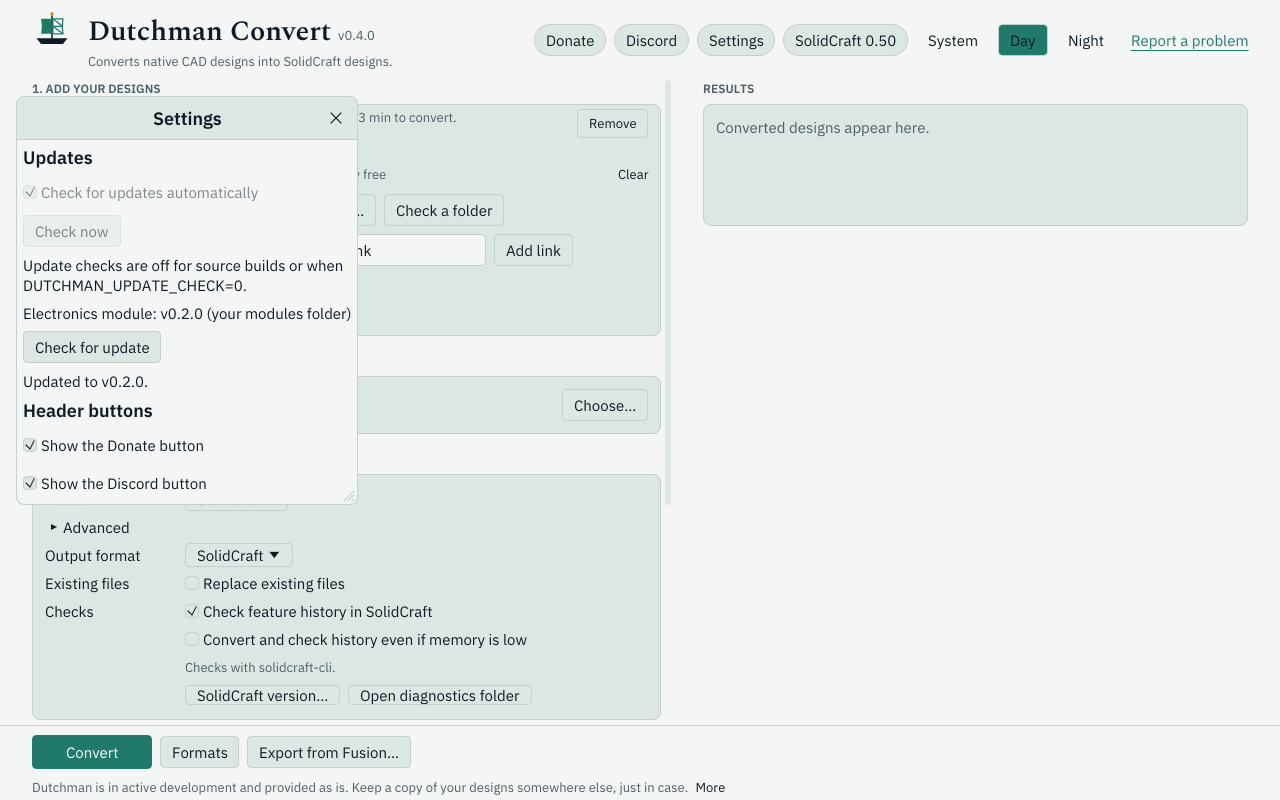 Dutchman Convert v0.4.0
Converts native CAD designs into SolidCraft designs.
Donate
Discord
Settings
SolidCraft 0.50
System
Day
Night
Report a problem
1. ADD YOUR DESIGNS
3 min to convert.
Remove
free
Clear
Check a folder
Add link
Choose...
Settings
Updates
Check for updates automatically
Check now
Update checks are off for source builds or when
DUTCHMAN_UPDATE_CHECK=0.
Electronics module: v0.2.0 (your modules folder)
Check for update
Updated to v0.2.0.
Header buttons
Show the Donate button
Show the Discord button
Advanced
Output format
SolidCraft
Existing files
Replace existing files
Checks
Check feature history in SolidCraft
Convert and check history even if memory is low
Checks with solidcraft-cli.
SolidCraft version...
Open diagnostics folder
RESULTS
Converted designs appear here.
Convert
Formats
Export from Fusion...
Dutchman is in active development and provided as is. Keep a copy of your designs somewhere else, just in case. More